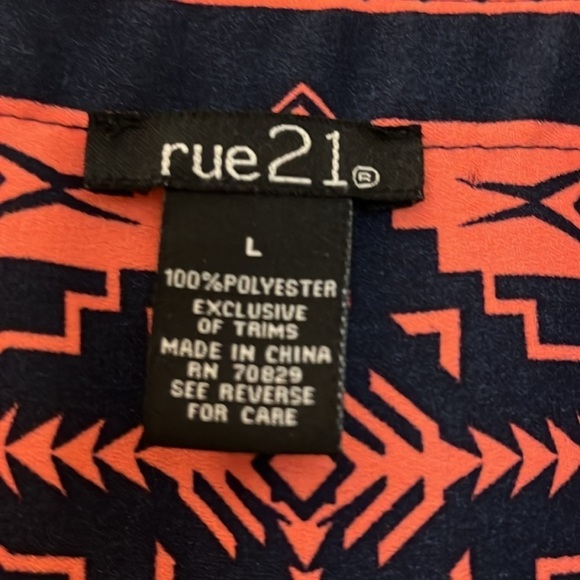 rue21®
L
100%POLYESTER
EXCLUSIVE
OF TRIMS
MADE IN CHINA
RN 70829
SEE REVERSE
FOR CARE